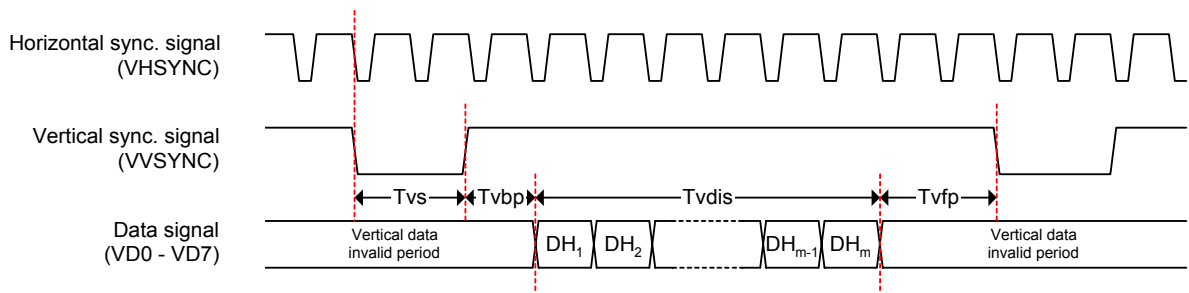 Horizontal sync. signal
(VHSYNC)
Vertical sync. signal
(VVSYNC)
Tvs Tvbp Tvdis Tvfp
Data signal
(VD0 - VD7)
Vertical data
invalid period
DH1 DH2 DHm-1 DHm
Vertical data
invalid period